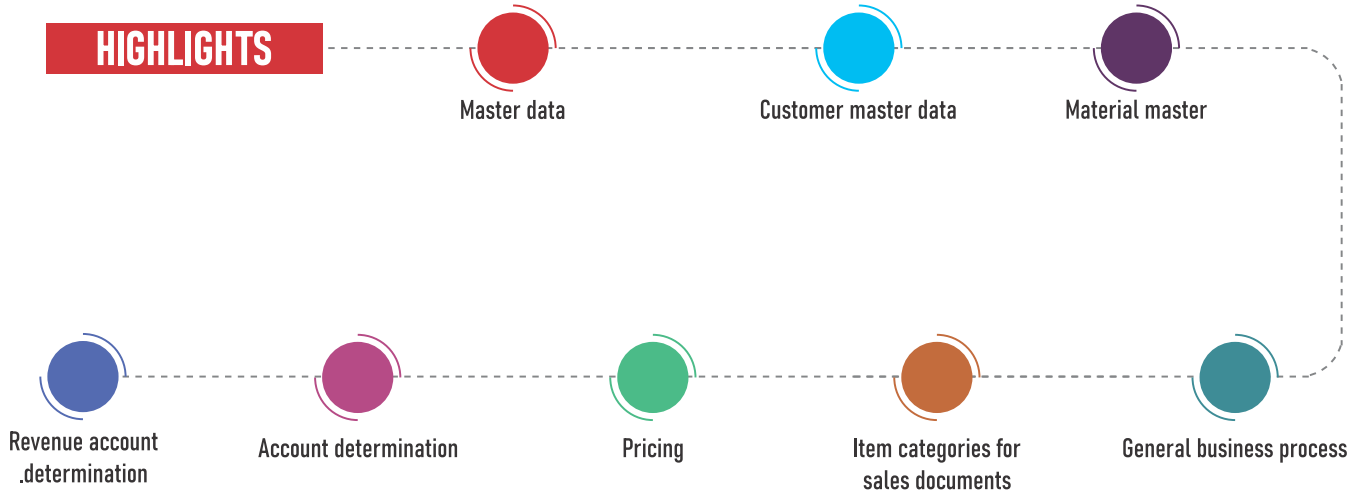 HIGHLIGHTS
Master data
Customer master data
Material master
General business process
Item categories for
sales documents
Pricing
Account determination
Revenue account
.determination